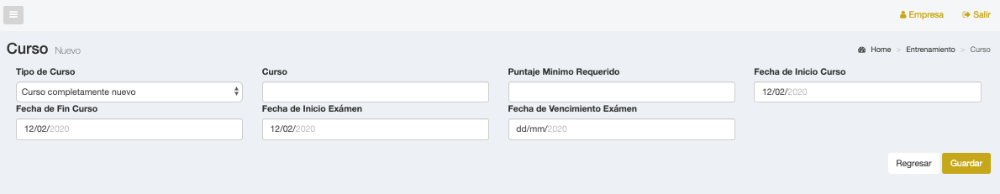 Empresa Salir
Curso Nuevo Home > Entrenamiento > Curso
Tipo de Curso Curso Puntaje Minimo Requerido Fecha de Inicio Curso
Curso completamente nuevo 12/02/2020
Fecha de Fin Curso Fecha de Inicio Exámen Fecha de Vencimiento Exámen
12/02/2020 12/02/2020 dd/mm/2020
Regresar Guardar